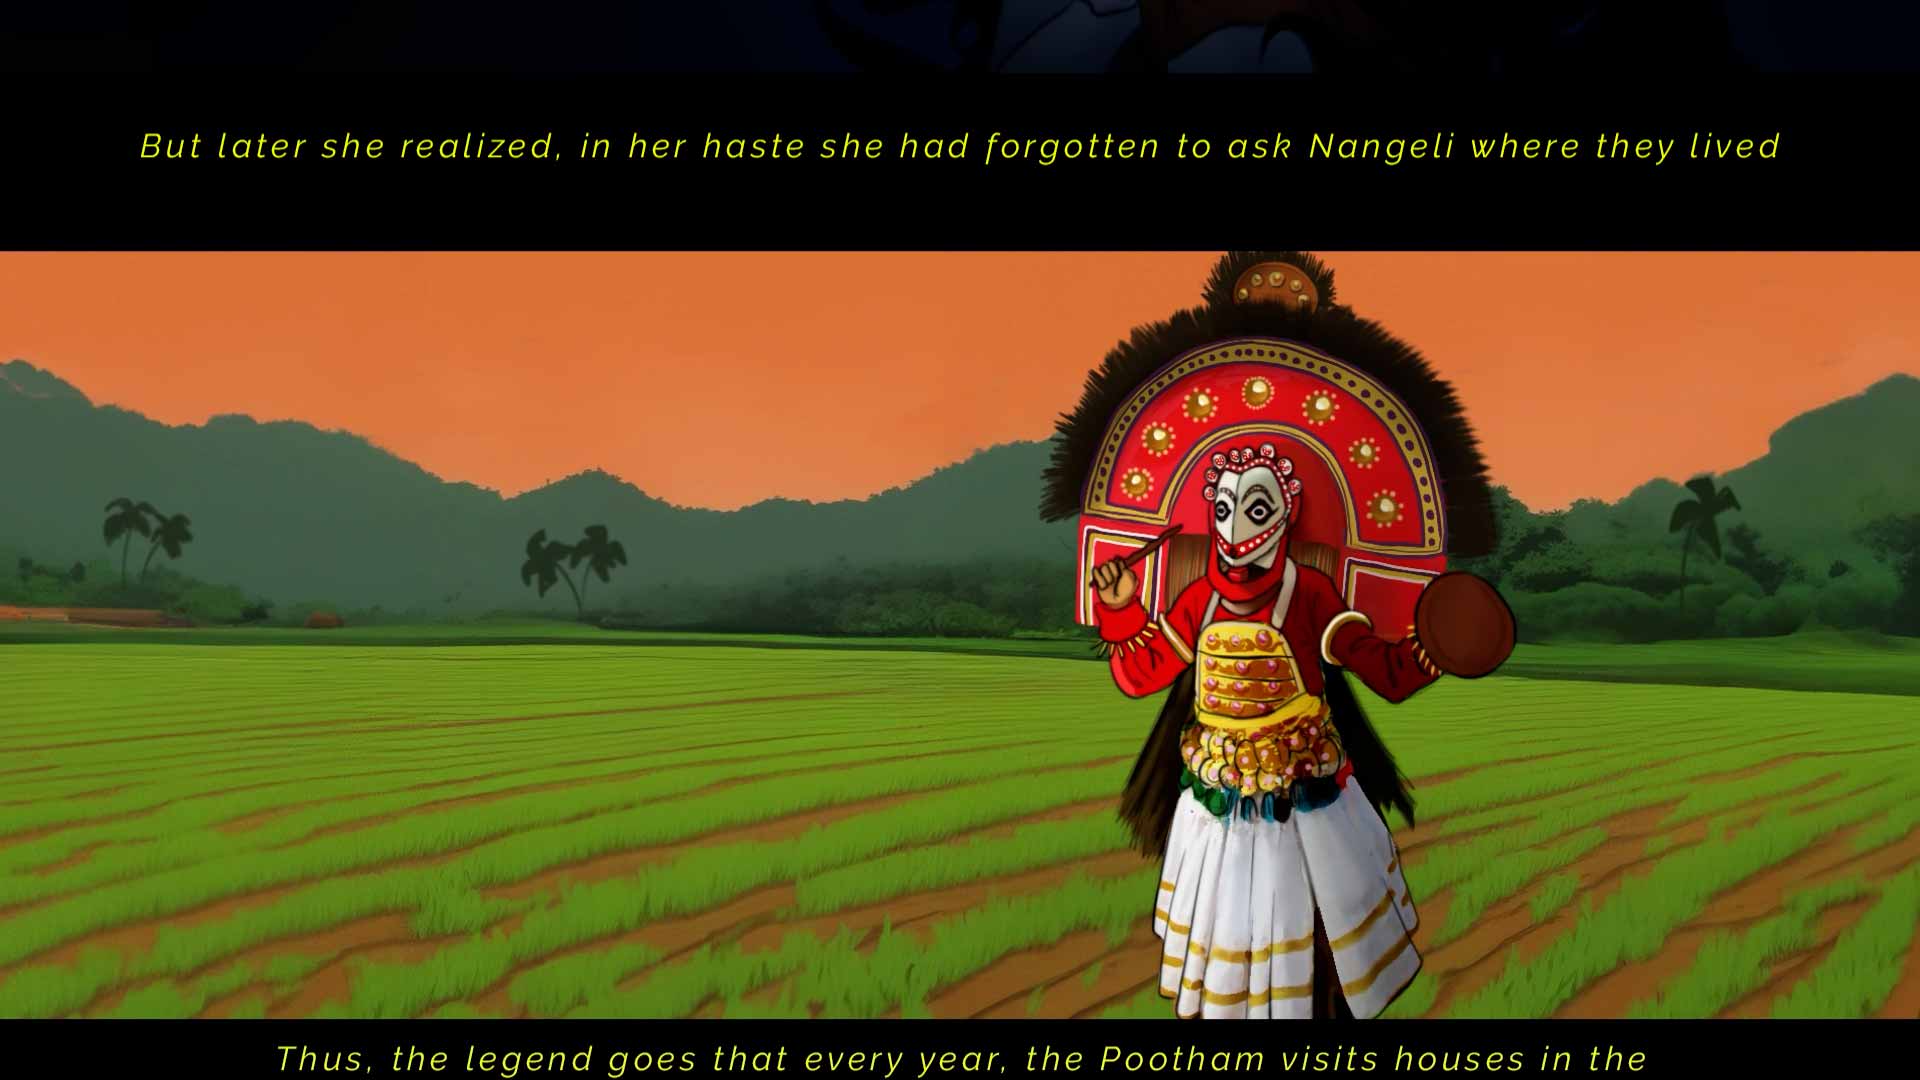 But later she realized, in her haste she had forgotten to ask Nangeli where they lived
Thus, the legend goes that every year, the Pootham visits houses in the